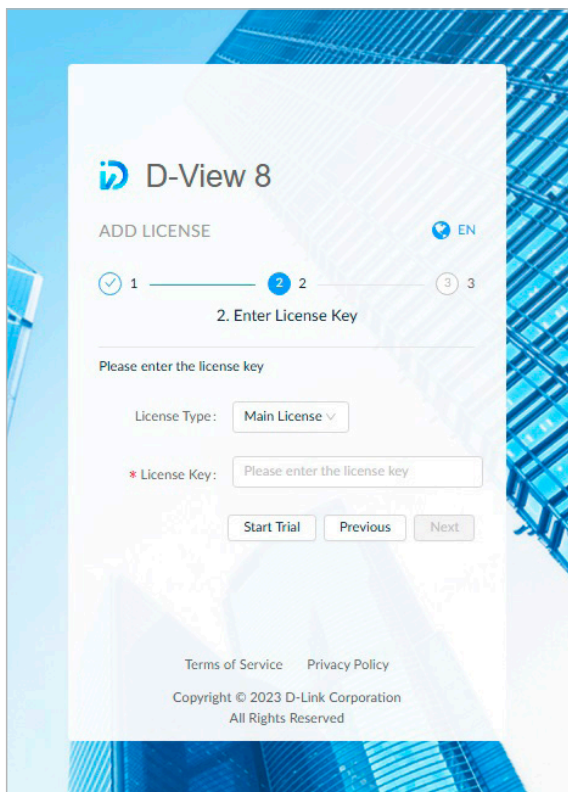 D-View 8
ADD LICENSE EN
1 2 2 3 3
2. Enter License Key
Please enter the license key
License Type: Main License
* License Key: Please enter the license key
Start Trial Previous Next
Terms of Service Privacy Policy
Copyright © 2023 D-Link Corporation
All Rights Reserved